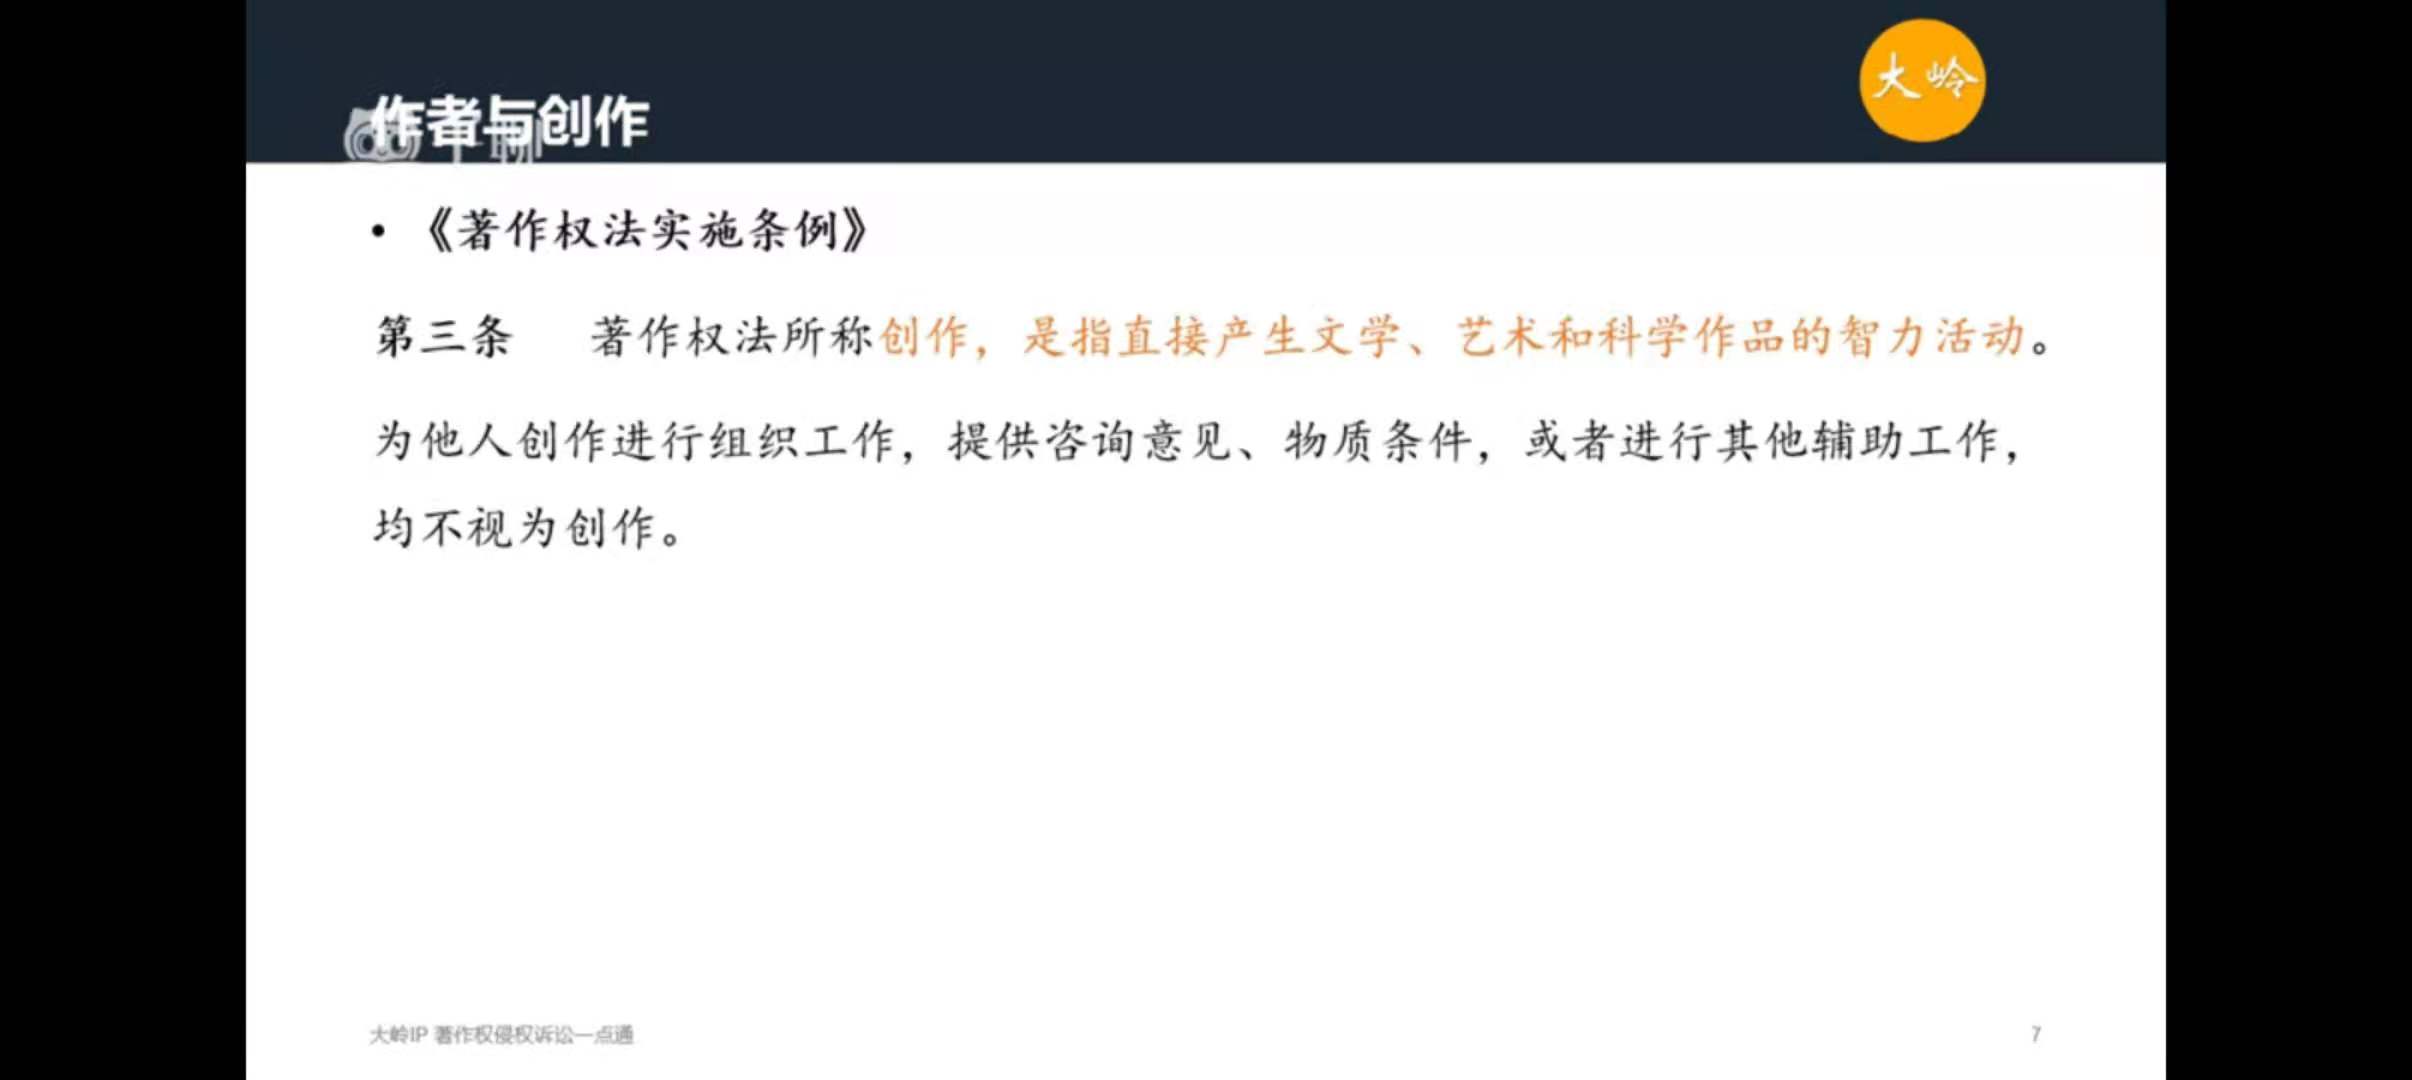 大岭
作者与创作
• 《著作权法实施条例》
第三条 著作权法所称创作，是指直接产生文学、艺术和科学作品的智力活动。
为他人创作进行组织工作，提供咨询意见、物质条件，或者进行其他辅助工作，
均不视为创作。
大岭IP 著作权侵权诉讼一点通
7